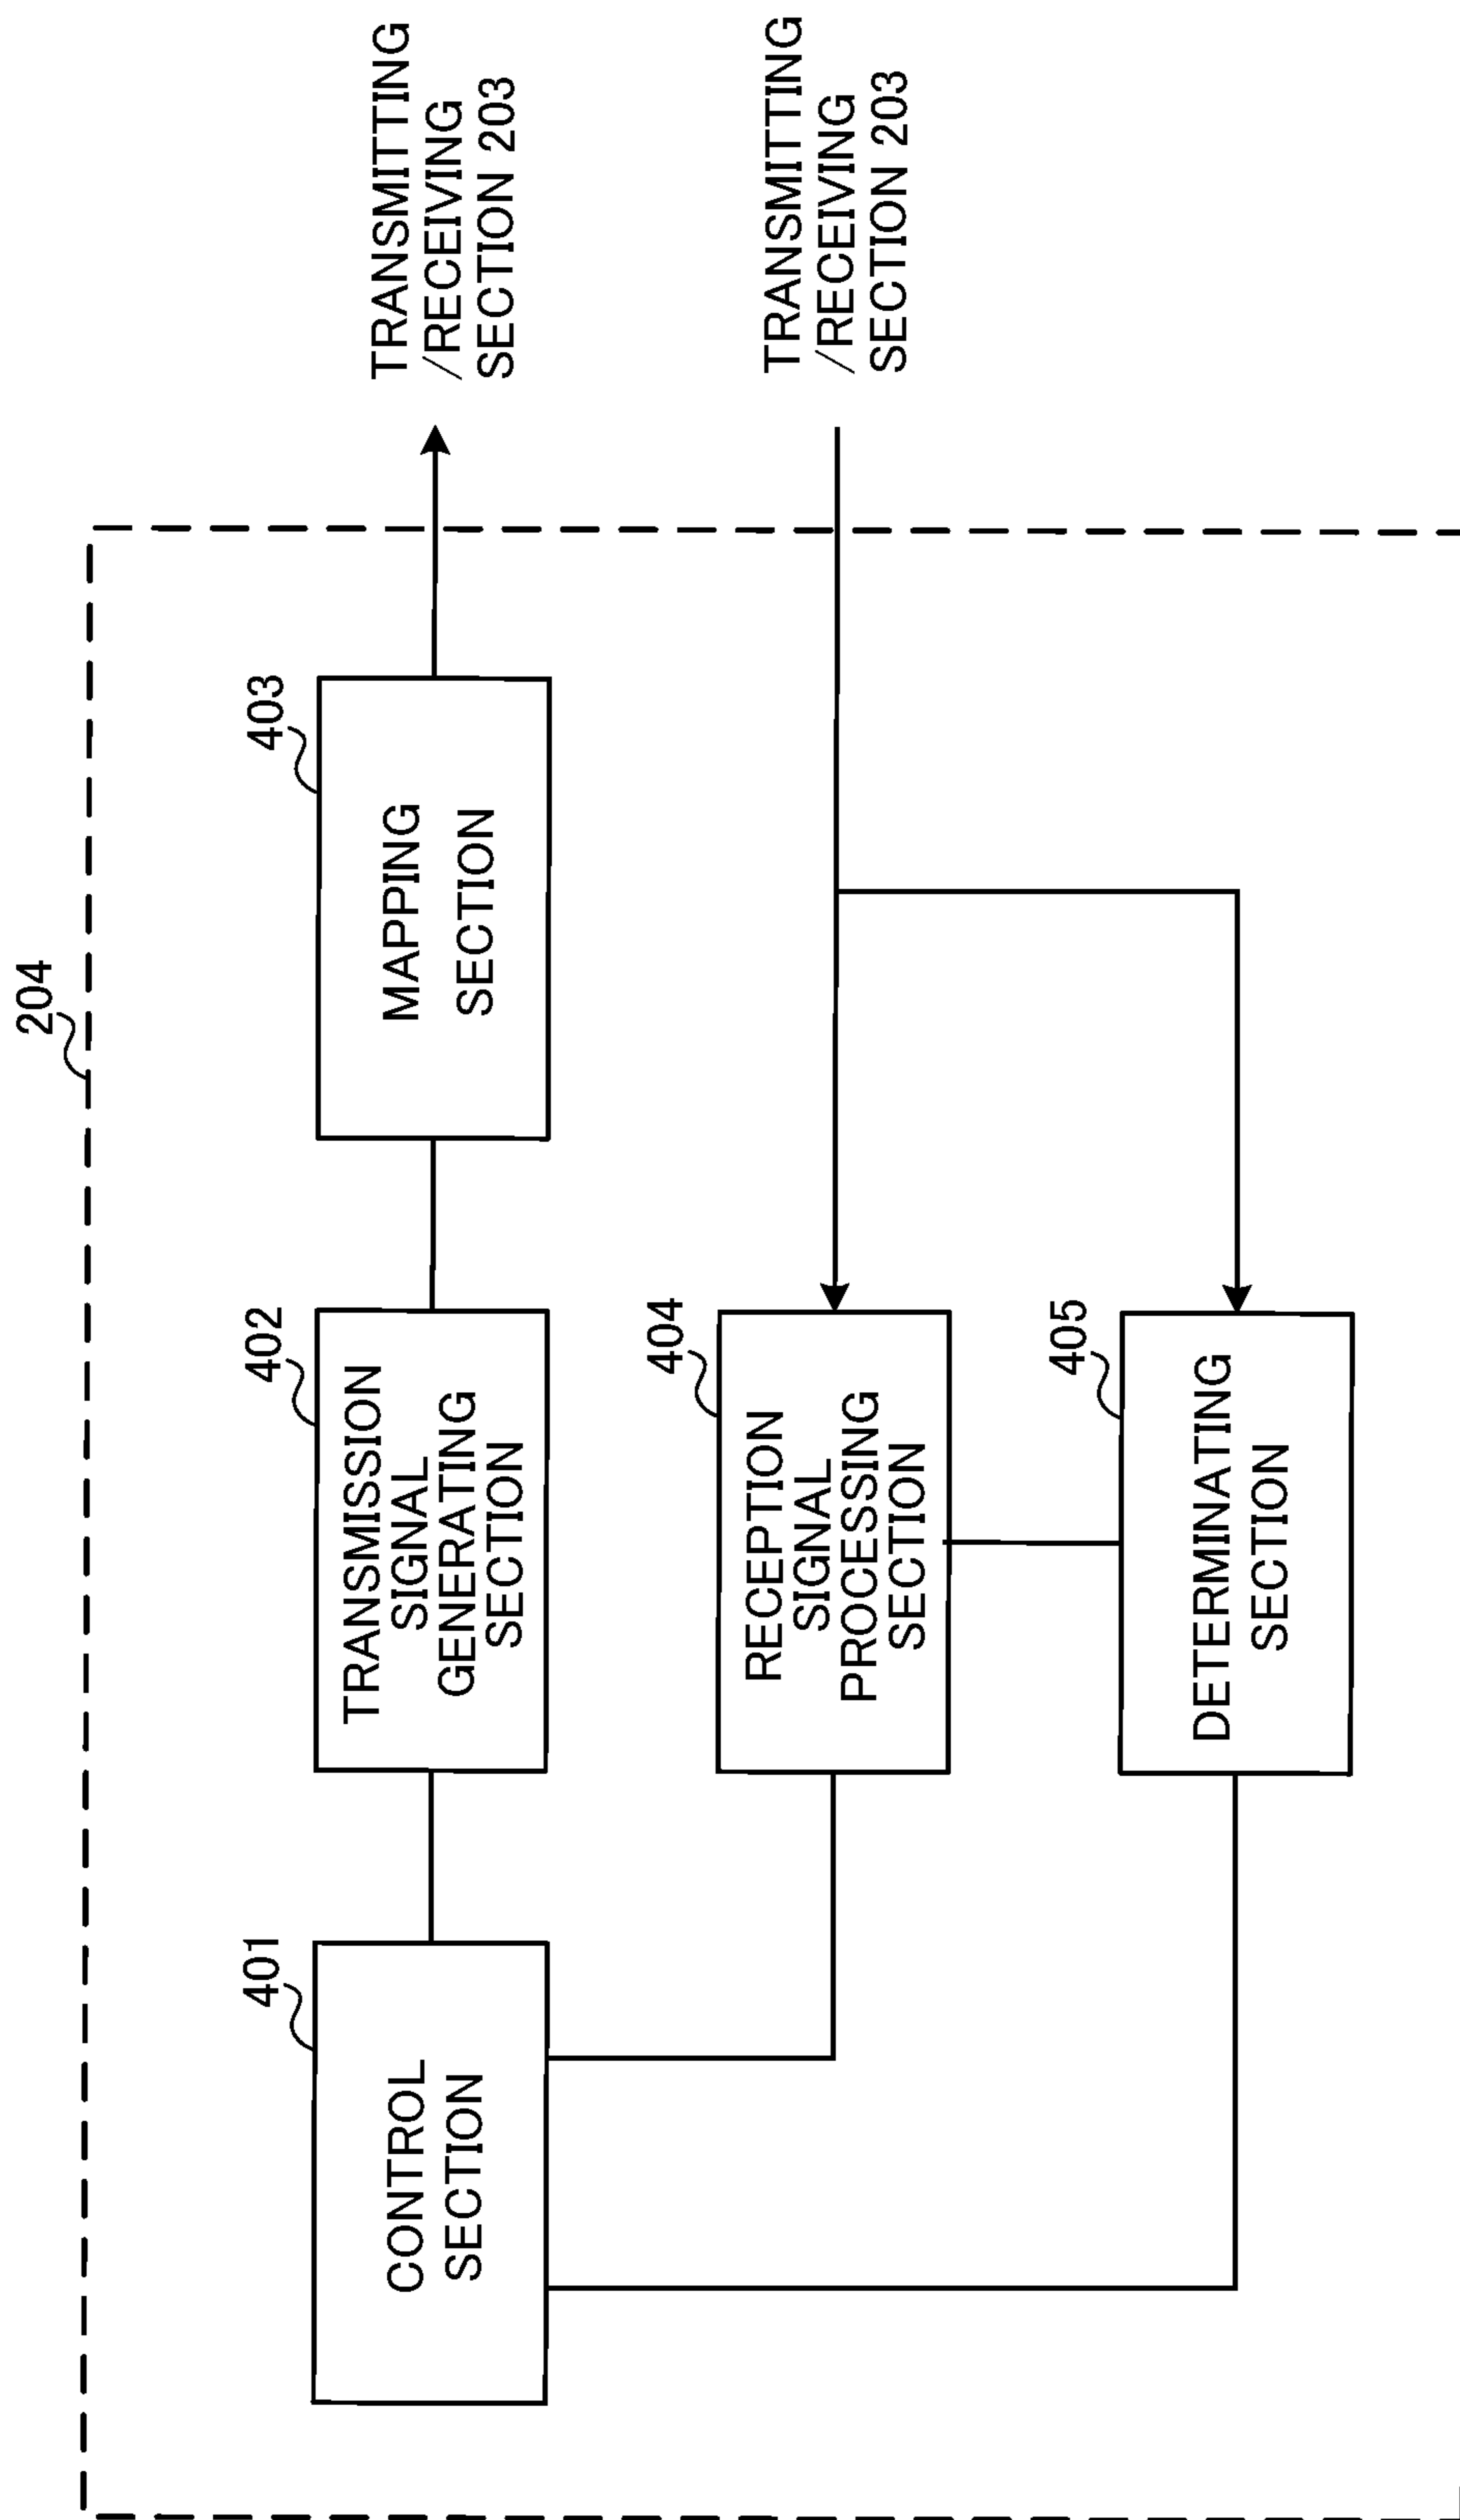 204
401
CONTROL
SECTION
402
TRANSMISSION
SIGNAL
GENERATING
SECTION
403
MAPPING
SECTION
TRANSMITTING
/RECEIVING
SECTION 203
404
RECEPTION
SIGNAL
PROCESSING
SECTION
TRANSMITTING
/RECEIVING
SECTION 203
405
DETERMINATING
SECTION